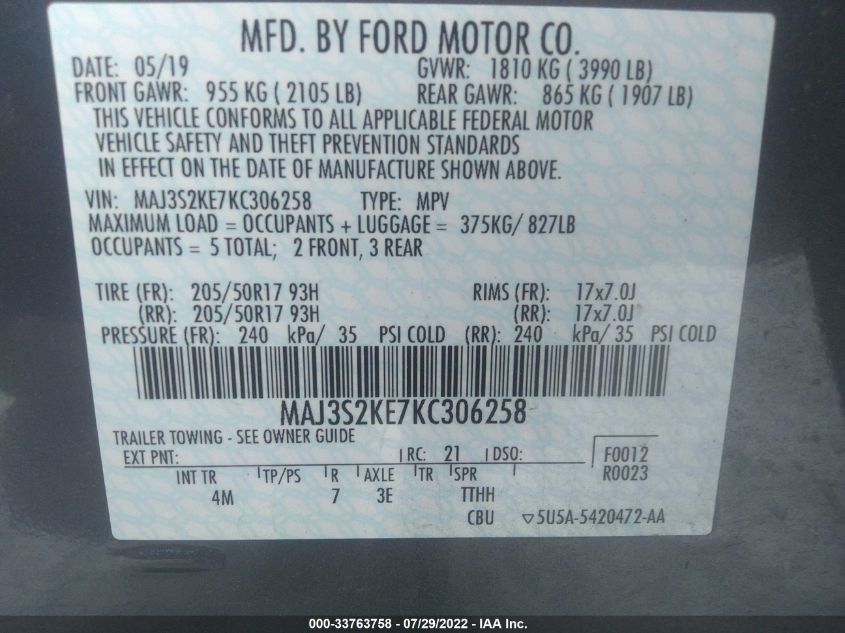 MFD. BY FORD MOTOR CO.
DATE: 05/19 GVWR: 1810 KG ( 3990 LB)
FRONT GAWR: 955 KG ( 2105 LB) REAR GAWR: 865 KG ( 1907 LB)
THIS VEHICLE CONFORMS TO ALL APPLICABLE FEDERAL MOTOR
VEHICLE SAFETY AND THEFT PREVENTION STANDARDS
IN EFFECT ON THE DATE OF MANUFACTURE SHOWN ABOVE.
VIN: MAJ3S2KE7KC306258 TYPE: MPV
MAXIMUM LOAD = OCCUPANTS + LUGGAGE = 375KG/ 827LB
OCCUPANTS = 5 TOTAL; 2 FRONT, 3 REAR
TIRE (FR): 205/50R17 93H RIMS (FR): 17x7.0J
(RR): 205/50R17 93H (RR): 17x7.0J
PRESSURE (FR): 240 kPa/ 35 PSI COLD (RR): 240 kPa/ 35 PSI COLD
MAJ3S2KE7KC306258
TRAILER TOWING - SEE OWNER GUIDE
EXT PNT: RC: 21 DSO: F0012
INT TR TP/PS R AXLE TR SPR R0023
4M 7 3E TTHH
CBU ▽5U5A-5420472-AA
000-33763758 - 07/29/2022 - IAA Inc.